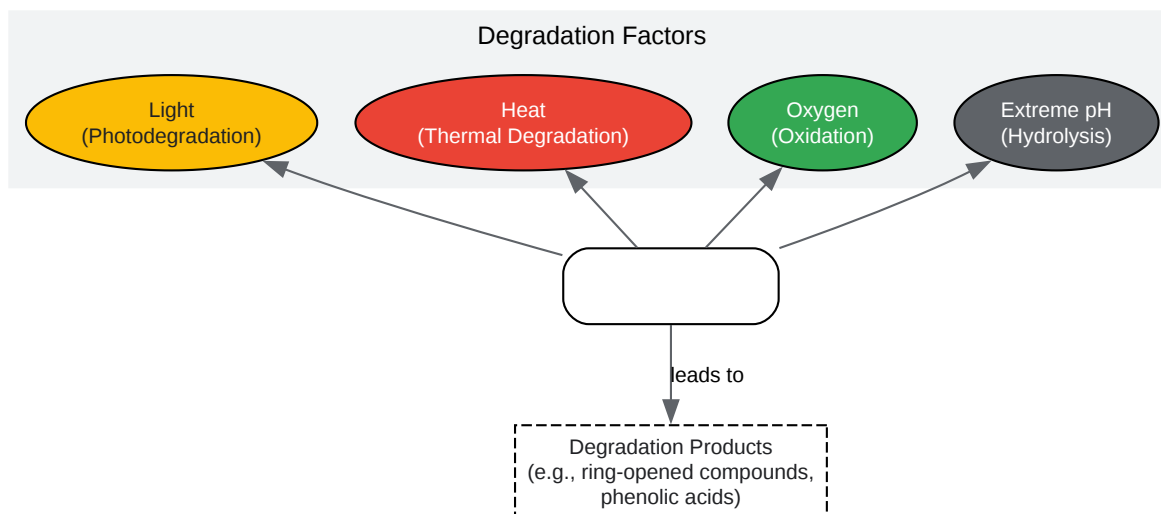 Degradation Factors
Light
(Photodegradation)
Heat
(Thermal Degradation)
Oxygen
(Oxidation)
Extreme pH
(Hydrolysis)
leads to
Degradation Products
(e.g., ring-opened compounds,
phenolic acids)